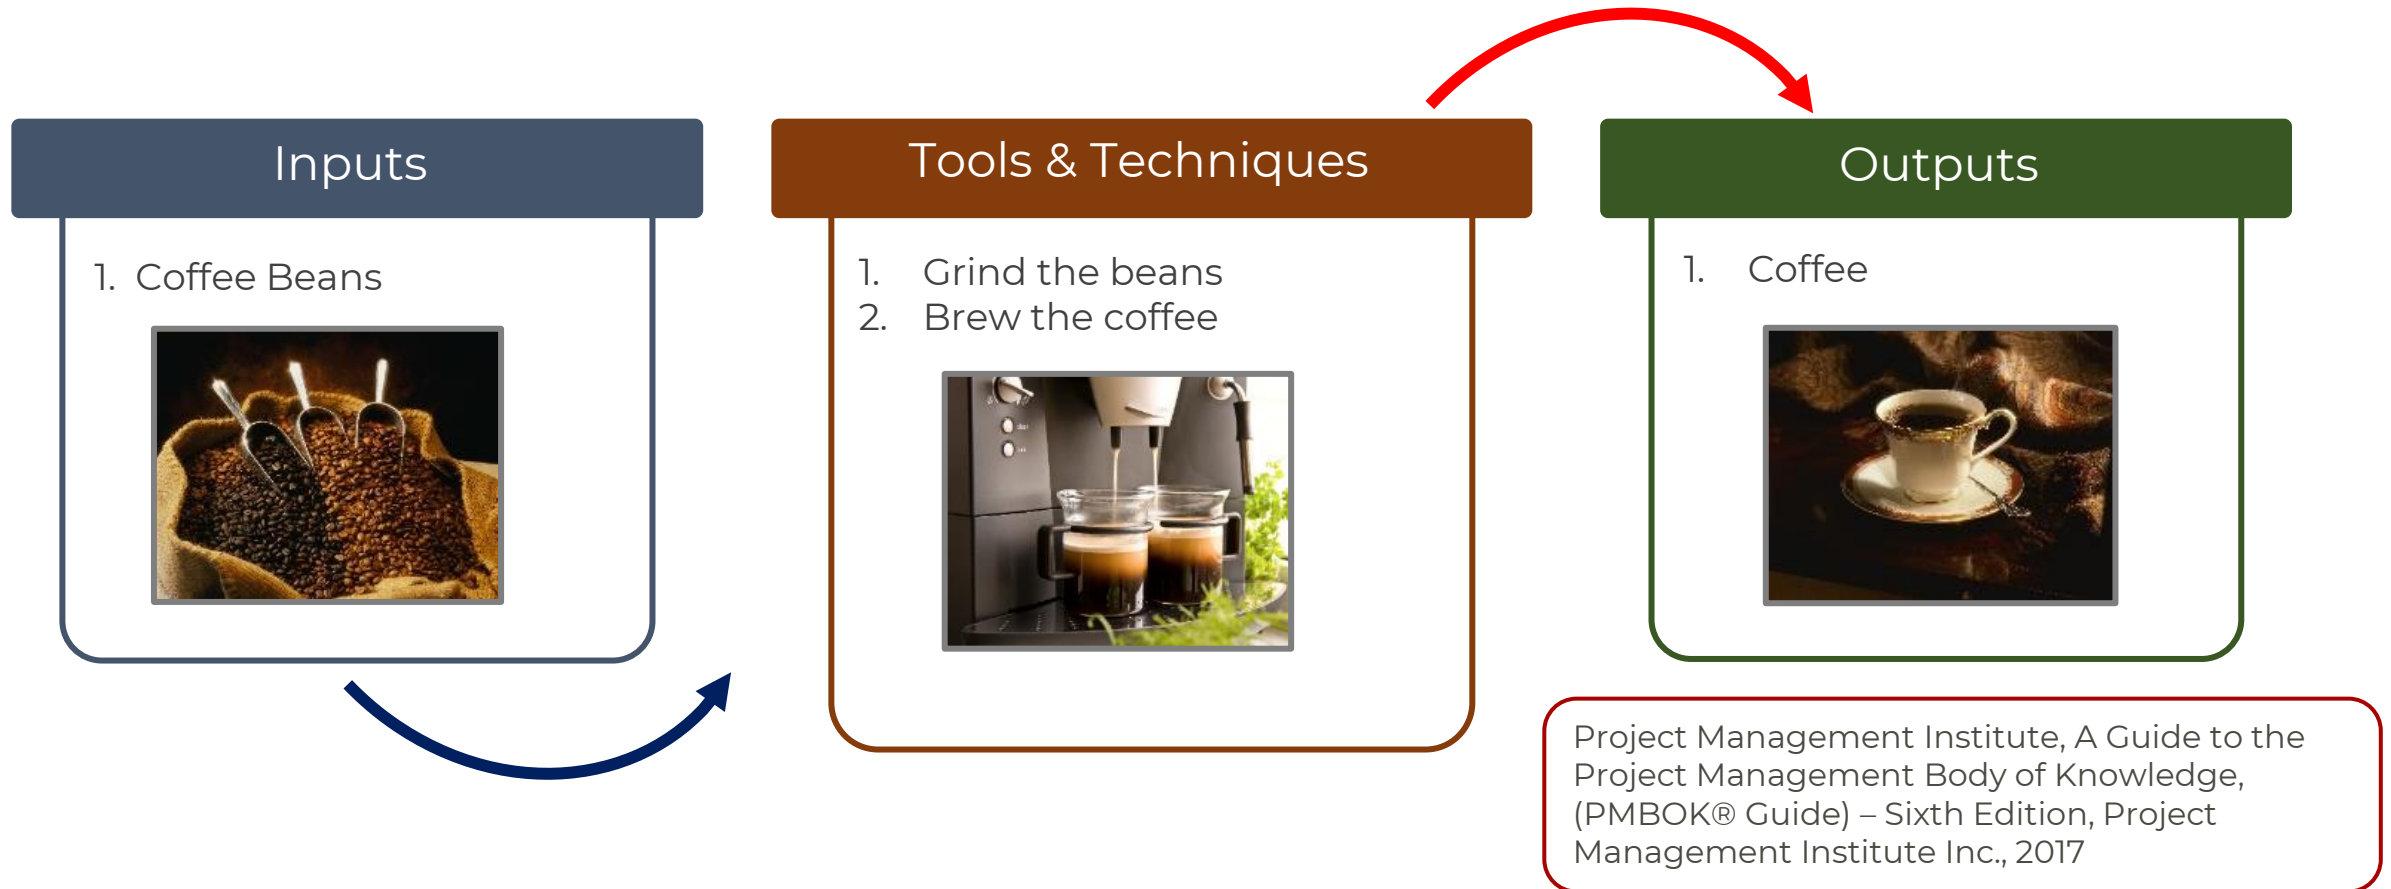 Inputs
1. Coffee Beans
Tools & Techniques
1. Grind the beans
2. Brew the coffee
Outputs
1. Coffee
Project Management Institute, A Guide to the
Project Management Body of Knowledge,
(PMBOK® Guide) – Sixth Edition, Project
Management Institute Inc., 2017